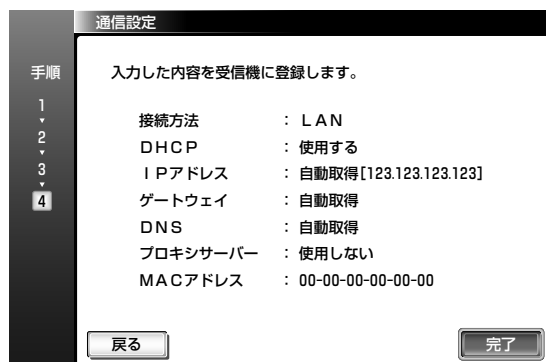 通信設定
手順
1
2
3
4
入力した内容を受信機に登録します。
接続方法 : LAN
DHCP : 使用する
IPアドレス : 自動取得[123.123.123.123]
ゲートウェイ : 自動取得
DNS : 自動取得
プロキシサーバー : 使用しない
MACアドレス : 00-00-00-00-00-00
戻る
完了